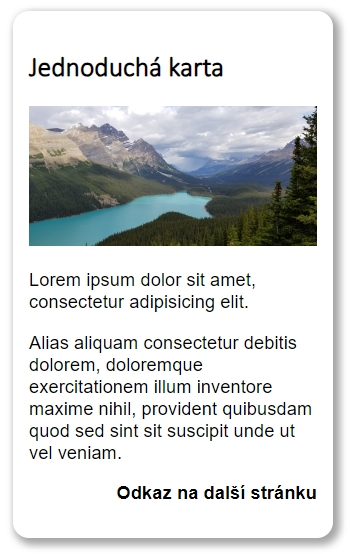 Jednoduchá karta
Lorem ipsum dolor sit amet,
consectetur adipisicing elit.
Alias aliquam consectetur debitis
dolorem, doloremque
exercitationem illum inventore
maxime nihil, provident quibusdam
quod sed sint sit suscipit unde ut
vel veniam.
Odkaz na další stránku